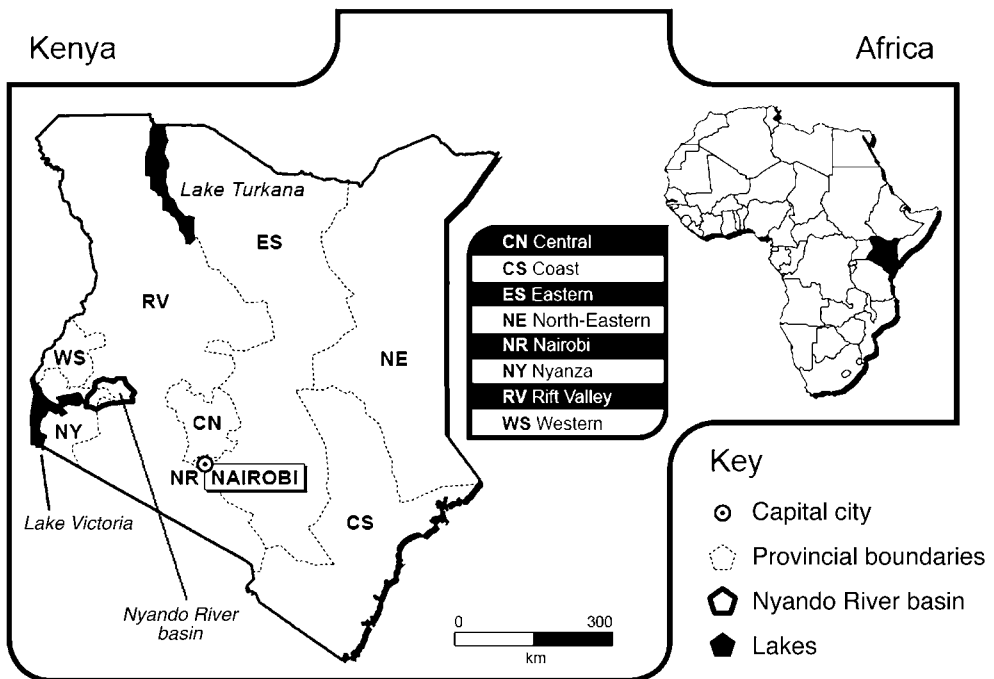 Kenya
Africa
Lake Turkana
ES
RV
WS
NE
NY
CN
NR
NAIROBI
CS
Lake Victoria
Nyando River
basin
CN Central
CS Coast
ES Eastern
NE North-Eastern
NR Nairobi
NY Nyanza
RV Rift Valley
WS Western
0 300
km
Key
Capital city
Provincial boundaries
Nyando River basin
Lakes